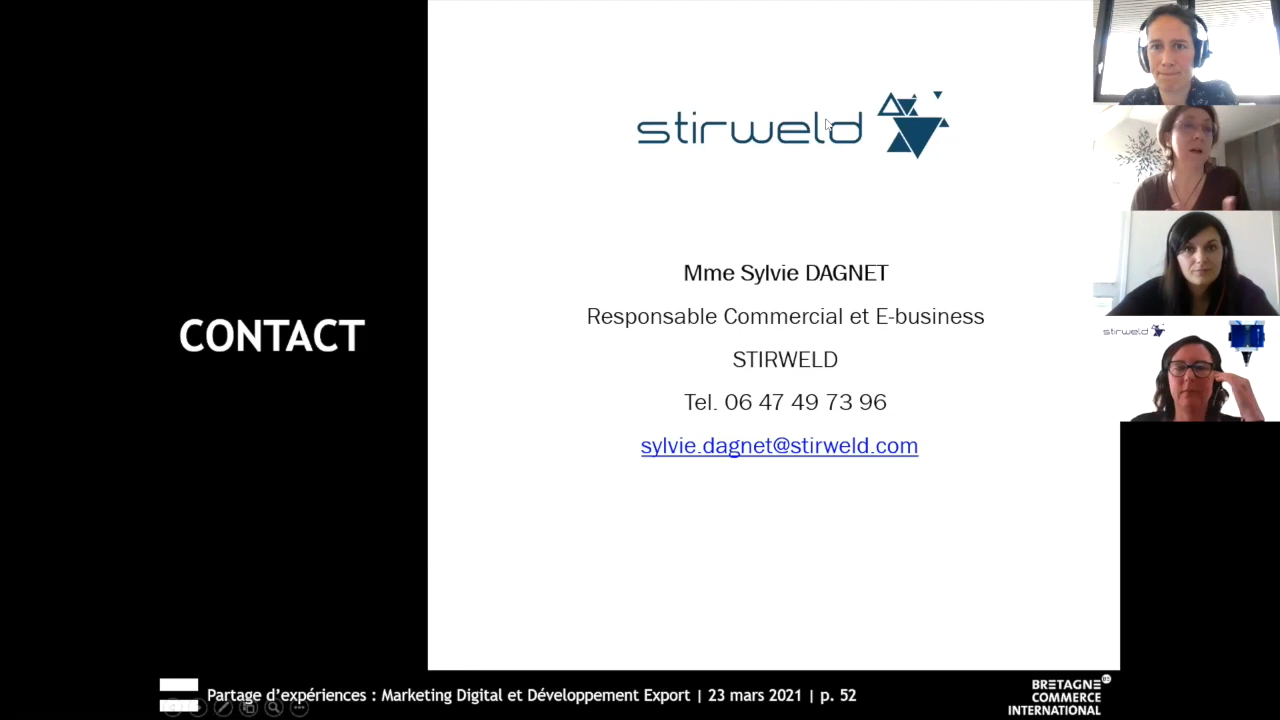 stirweld
Mme Sylvie DAGNET
Responsable Commercial et E-business
STIRWELD
Tel. 06 47 49 73 96
sylvie.dagnet@stirweld.com
CONTACT
stirweld
Partage d'expériences : Marketing Digital et Développement Export | 23 mars 2021 | p. 52
BRETAGNE
COMMERCE
INTERNATIONAL